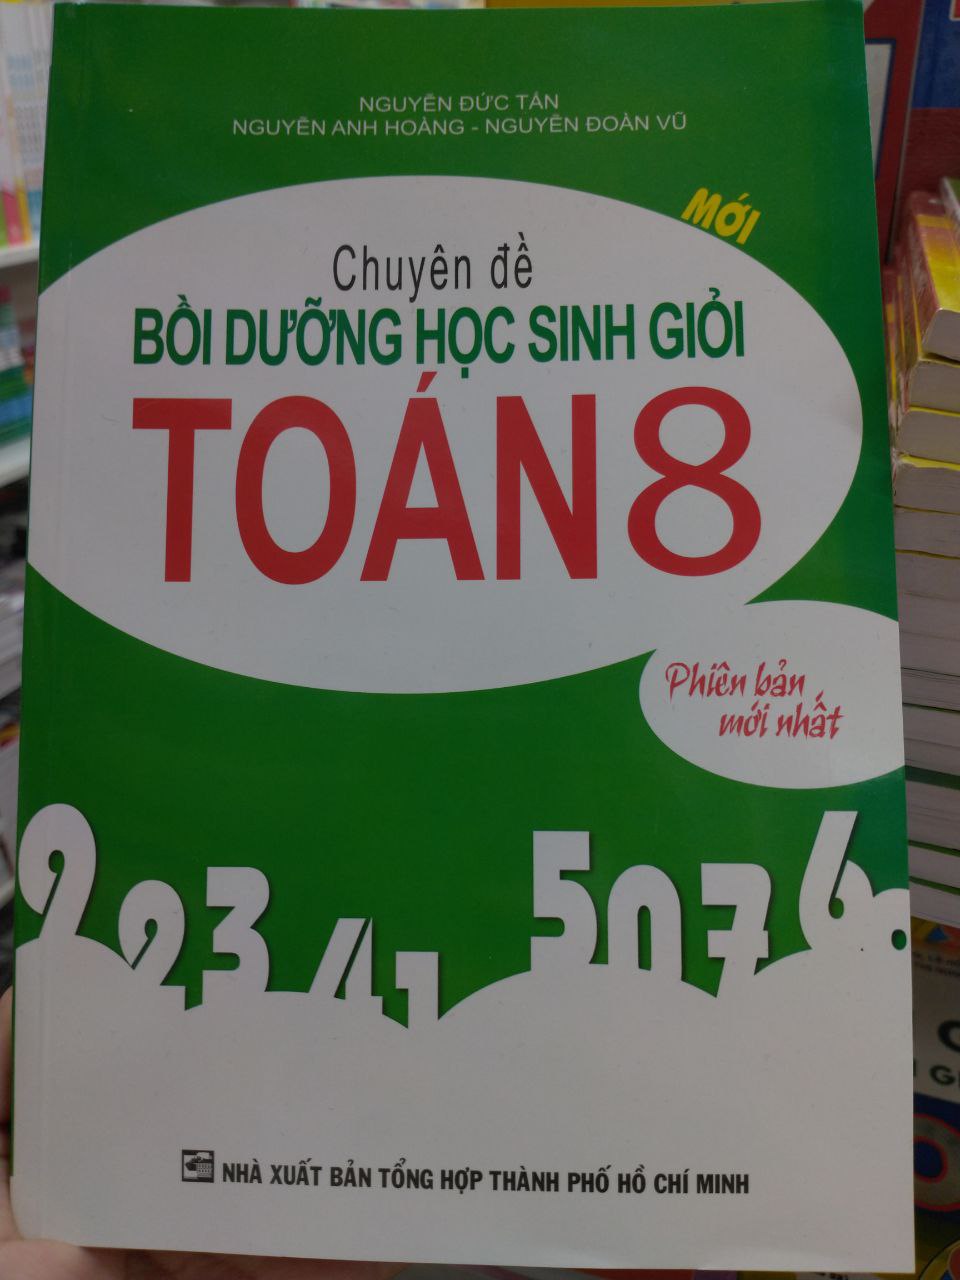 NGUYỄN ĐỨC TẤN
NGUYỄN ANH HOÀNG - NGUYỄN ĐOÀN VŨ
MỚI
Chuyên đề
BỒI DƯỠNG HỌC SINH GIỎI
TOÁN 8
Phiên bản
mới nhất
9 2 3 4 1 5 0 7 6
NHÀ XUẤT BẢN TỔNG HỢP THÀNH PHỐ HỒ CHÍ MINH